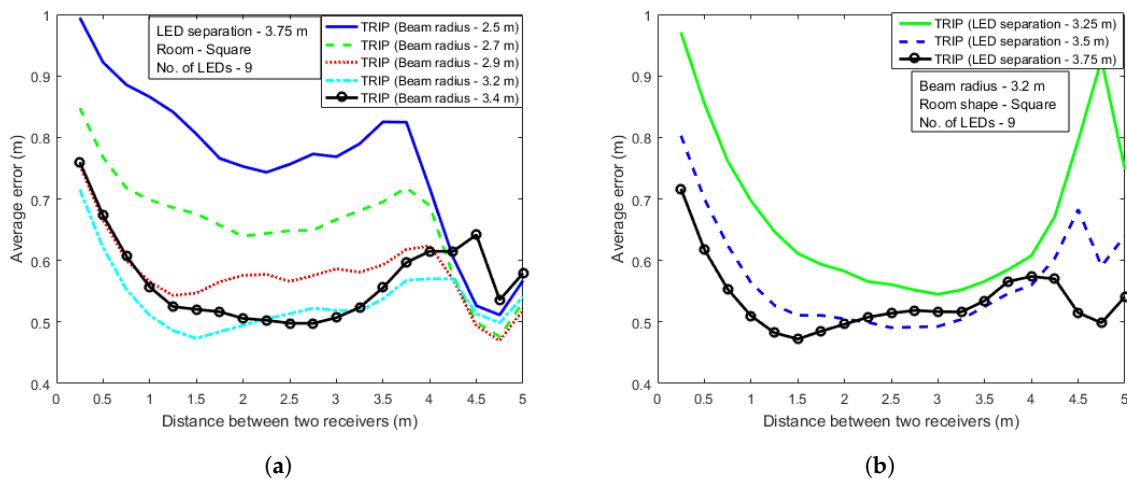 LED separation - 3.75 m
Room - Square
No. of LEDs - 9
TRIP (Beam radius - 2.5 m)
TRIP (Beam radius - 2.7 m)
TRIP (Beam radius - 2.9 m)
TRIP (Beam radius - 3.2 m)
TRIP (Beam radius - 3.4 m)
1
0.9
0.8
0.7
0.6
0.5
0.4
Average error (m)
0 0.5 1 1.5 2 2.5 3 3.5 4 4.5 5
Distance between two receivers (m)
(a)
TRIP (LED separation - 3.25 m)
TRIP (LED separation - 3.5 m)
TRIP (LED separation - 3.75 m)
Beam radius - 3.2 m
Room shape - Square
No. of LEDs - 9
1
0.9
0.8
0.7
0.6
0.5
0.4
Average error (m)
0 0.5 1 1.5 2 2.5 3 3.5 4 4.5 5
Distance between two receivers (m)
(b)